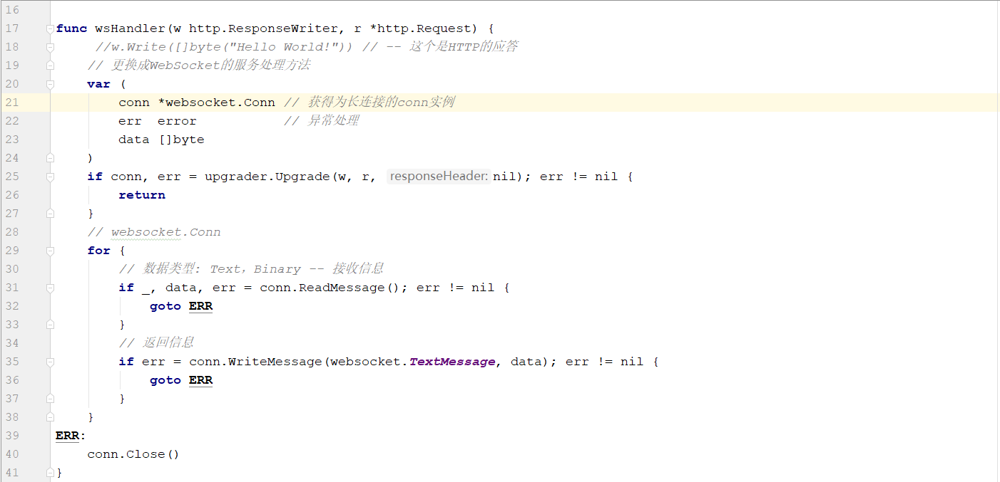 16
17 func wsHandler(w http.ResponseWriter, r *http.Request) {
18 //w.Write([]byte("Hello World!")) // -- 这个是HTTP的应答
19 // 更换成WebSocket的服务处理方法
20 var (
21 conn *websocket.Conn // 获得为长连接的conn实例
22 err error // 异常处理
23 data []byte
24 )
25 if conn, err = upgrader.Upgrade(w, r, responseHeader: nil); err != nil {
26 return
27 }
28 // websocket.Conn
29 for {
30 // 数据类型: Text，Binary -- 接收信息
31 if _, data, err = conn.ReadMessage(); err != nil {
32 goto ERR
33 }
34 // 返回信息
35 if err = conn.WriteMessage(websocket.TextMessage, data); err != nil {
36 goto ERR
37 }
38 }
39 ERR:
40 conn.Close()
41 }